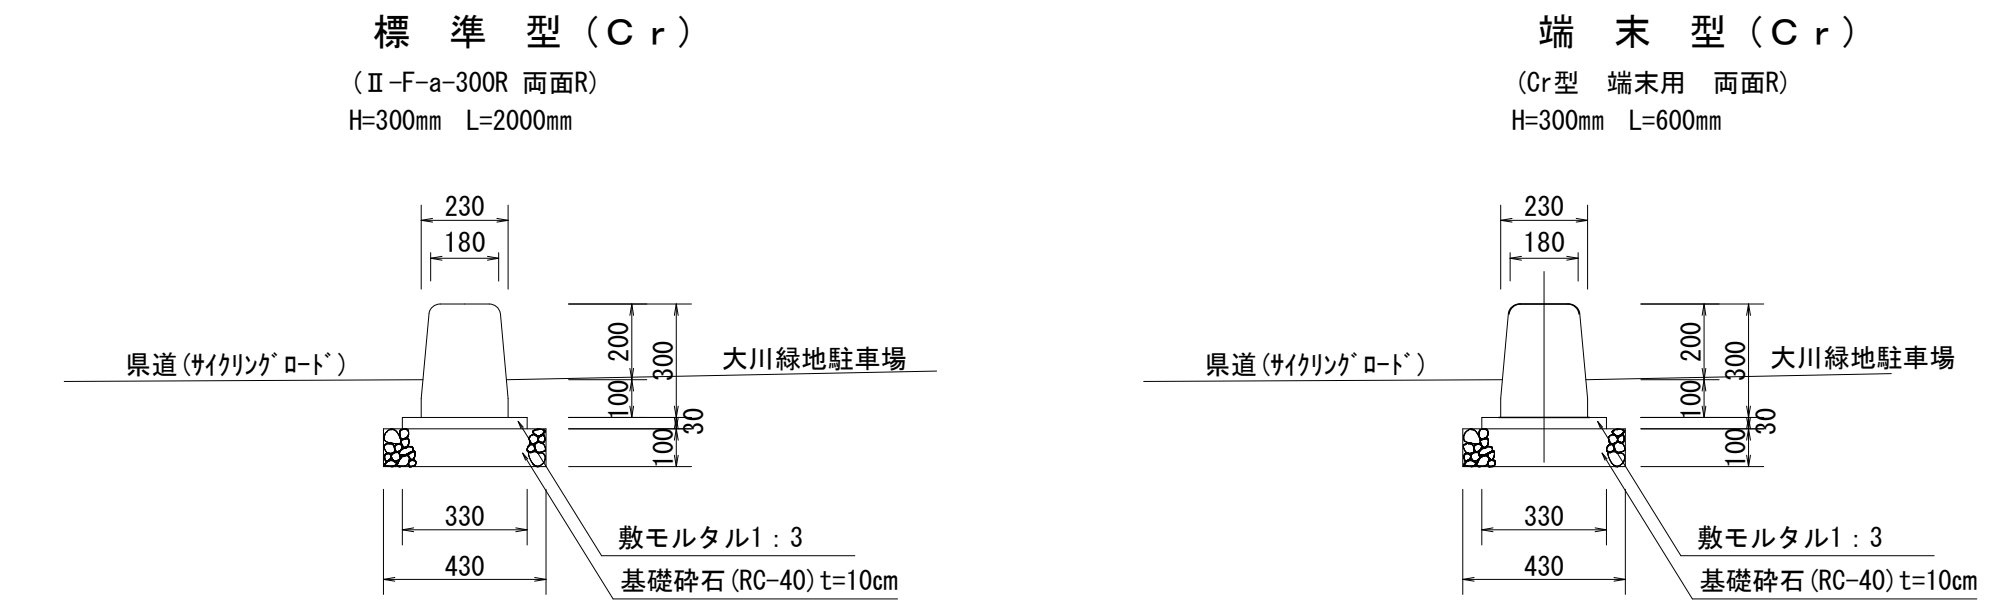 標 準 型（Ｃｒ）
（Ⅱ-F-a-300R 両面R）
H=300㎜ L=2000㎜
230
180
200
300
100
30
100
県道(ｻｲｸﾘﾝｸﾞﾛｰﾄﾞ)
大川緑地駐車場
330
430
敷モルタル1：3
基礎砕石(RC-40)t=10㎝
端 末 型（Ｃｒ）
(Cr型 端末用 両面R)
H=300㎜ L=600㎜
230
180
200
300
100
30
100
県道(ｻｲｸﾘﾝｸﾞﾛｰﾄﾞ)
大川緑地駐車場
330
430
敷モルタル1：3
基礎砕石(RC-40)t=10㎝